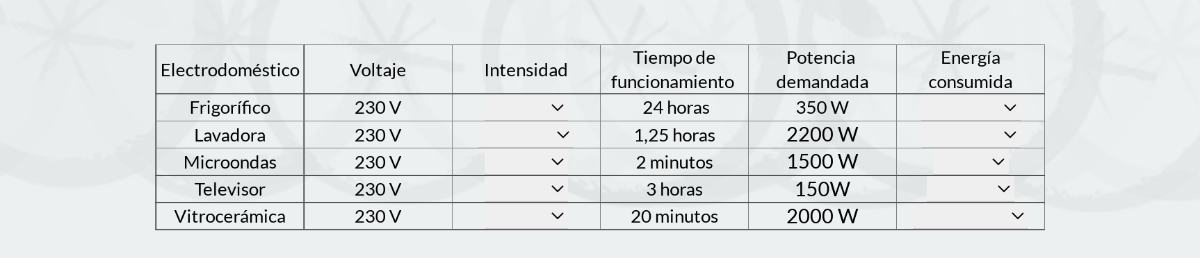 Electrodoméstico Voltaje Intensidad Tiempo de funcionamiento Potencia demandada Energía consumida
Frigorífico 230 V 24 horas 350 W
Lavadora 230 V 1,25 horas 2200 W
Microondas 230 V 2 minutos 1500 W
Televisor 230 V 3 horas 150W
Vitrocerámica 230 V 20 minutos 2000 W